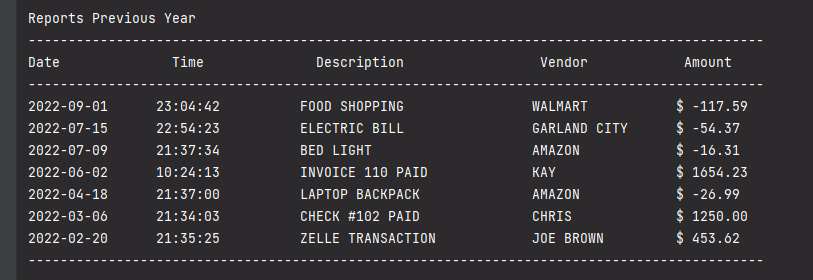 Reports Previous Year
--------------------------------------------------------------------------------------------
Date Time Description Vendor Amount
--------------------------------------------------------------------------------------------
2022-09-01 23:04:42 FOOD SHOPPING WALMART $ -117.59
2022-07-15 22:54:23 ELECTRIC BILL GARLAND CITY $ -54.37
2022-07-09 21:37:34 BED LIGHT AMAZON $ -16.31
2022-06-02 10:24:13 INVOICE 110 PAID KAY $ 1654.23
2022-04-18 21:37:00 LAPTOP BACKPACK AMAZON $ -26.99
2022-03-06 21:34:03 CHECK #102 PAID CHRIS $ 1250.00
2022-02-20 21:35:25 ZELLE TRANSACTION JOE BROWN $ 453.62
--------------------------------------------------------------------------------------------